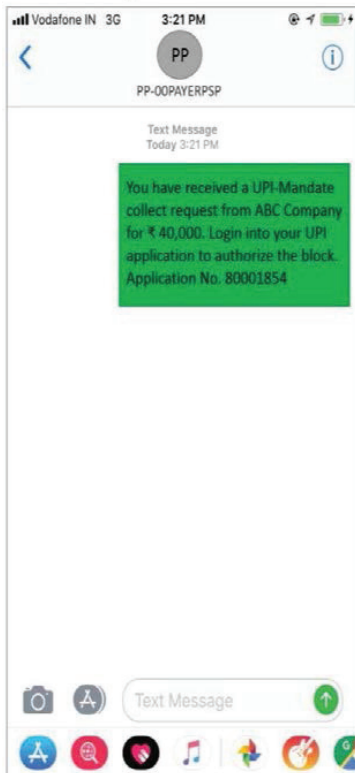 Vodafone IN 3G 3:21 PM
PP
PP-00PAYERPSP
Text Message
Today 3:21 PM
You have received a UPI-Mandate
collect request from ABC Company
for ₹ 40,000. Login into your UPI
application to authorize the block.
Application No. 80001854
Text Message